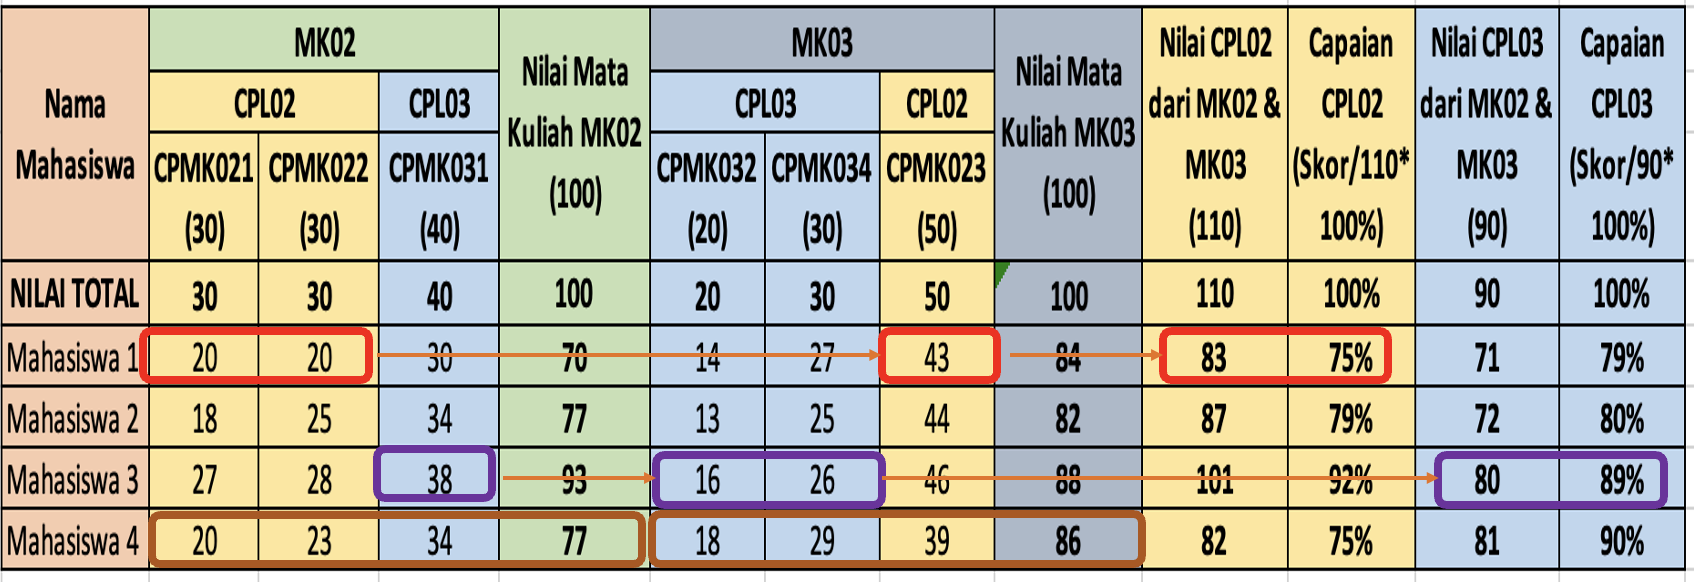 Nama Mahasiswa | MK02 | Nilai Mata Kuliah MK02 (100) | MK03 | Nilai Mata Kuliah MK03 (100) | Nilai CPL02 dari MK02 & MK03 (110) | Capaian CPL02 (Skor/110* 100%) | Nilai CPL03 dari MK02 & MK03 (90) | Capaian CPL03 (Skor/90* 100%)
CPL02 | CPL03 | CPL03 | CPL02
CPMK021 (30) | CPMK022 (30) | CPMK031 (40) | CPMK032 (20) | CPMK034 (30) | CPMK023 (50)
NILAI TOTAL | 30 | 30 | 40 | 100 | 20 | 30 | 50 | 100 | 110 | 100% | 90 | 100%
Mahasiswa 1 | 20 | 20 | 30 | 70 | 14 | 27 | 43 | 84 | 83 | 75% | 71 | 79%
Mahasiswa 2 | 18 | 25 | 34 | 77 | 13 | 25 | 44 | 82 | 87 | 79% | 72 | 80%
Mahasiswa 3 | 27 | 28 | 38 | 93 | 16 | 26 | 46 | 88 | 101 | 92% | 80 | 89%
Mahasiswa 4 | 20 | 23 | 34 | 77 | 18 | 29 | 39 | 86 | 82 | 75% | 81 | 90%